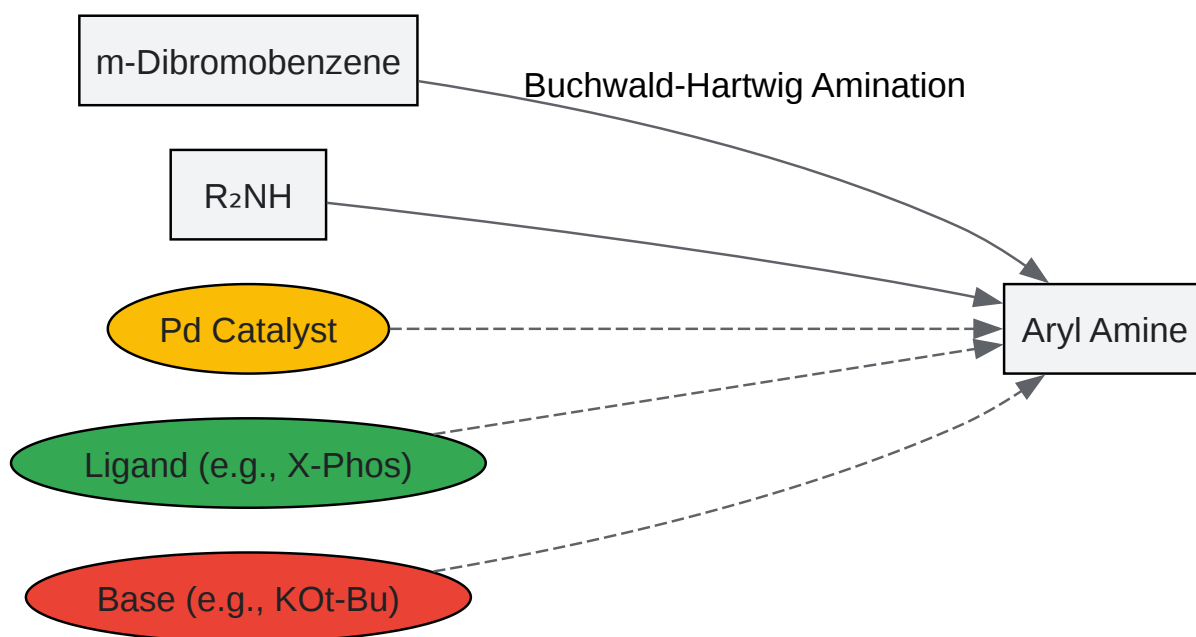 m-Dibromobenzene
Buchwald-Hartwig Amination
R₂NH
Pd Catalyst
Aryl Amine
Ligand (e.g., X-Phos)
Base (e.g., KOt-Bu)